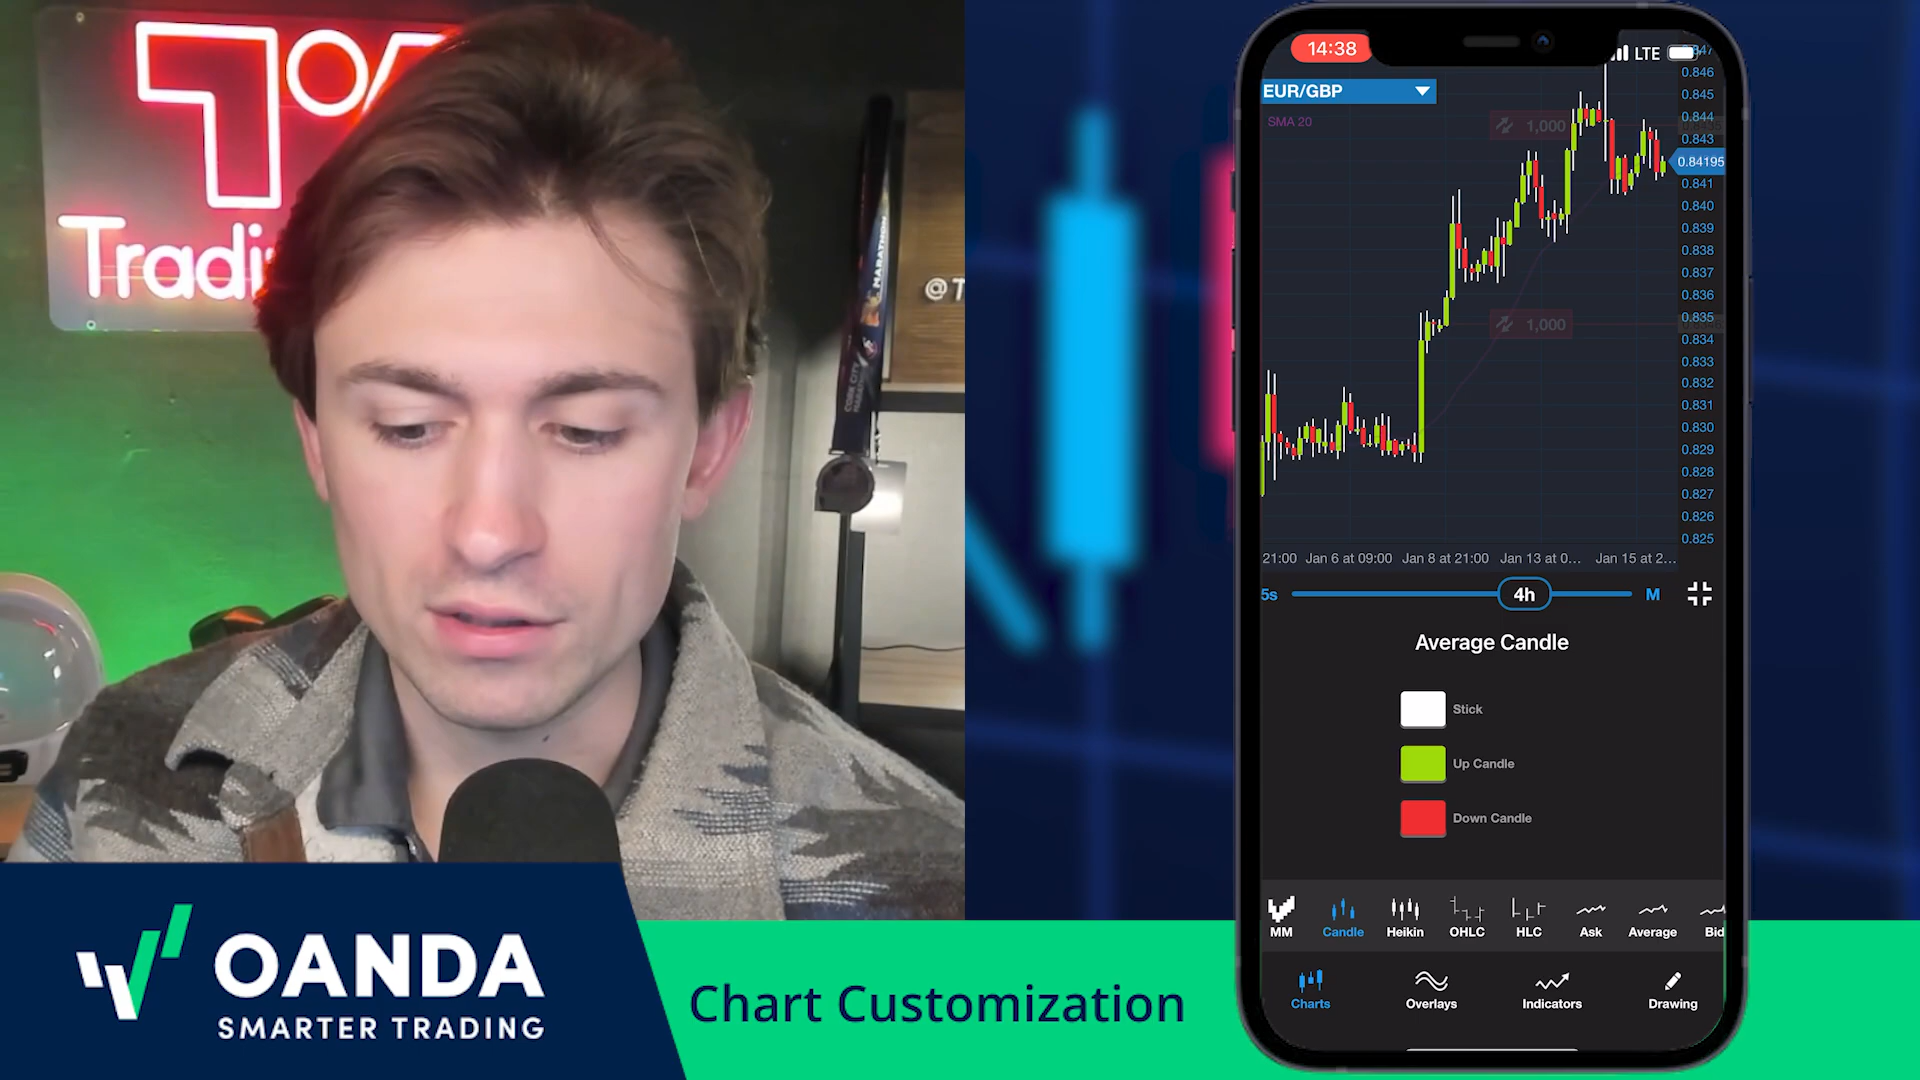 Tradi
MARATHON
CORK CITY
MARATHON
@T
OANDA
SMARTER TRADING
Chart Customization
14:38
LTE
EUR/GBP
SMA 20
1,000
1,000
0.846
0.845
0.844
0.843
0.84195
0.841
0.840
0.839
0.838
0.837
0.836
0.835
0.834
0.833
0.832
0.831
0.830
0.829
0.828
0.827
0.826
0.825
21:00 Jan 6 at 09:00 Jan 8 at 21:00 Jan 13 at 0... Jan 15 at 2...
5s 4h M
Average Candle
Stick
Up Candle
Down Candle
MM Candle Heikin OHLC HLC Ask Average Bid
Charts Overlays Indicators Drawing